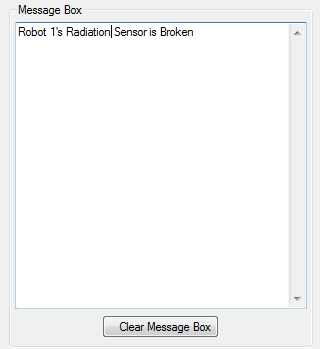 Message Box
Robot 1's Radiation Sensor is Broken
Clear Message Box